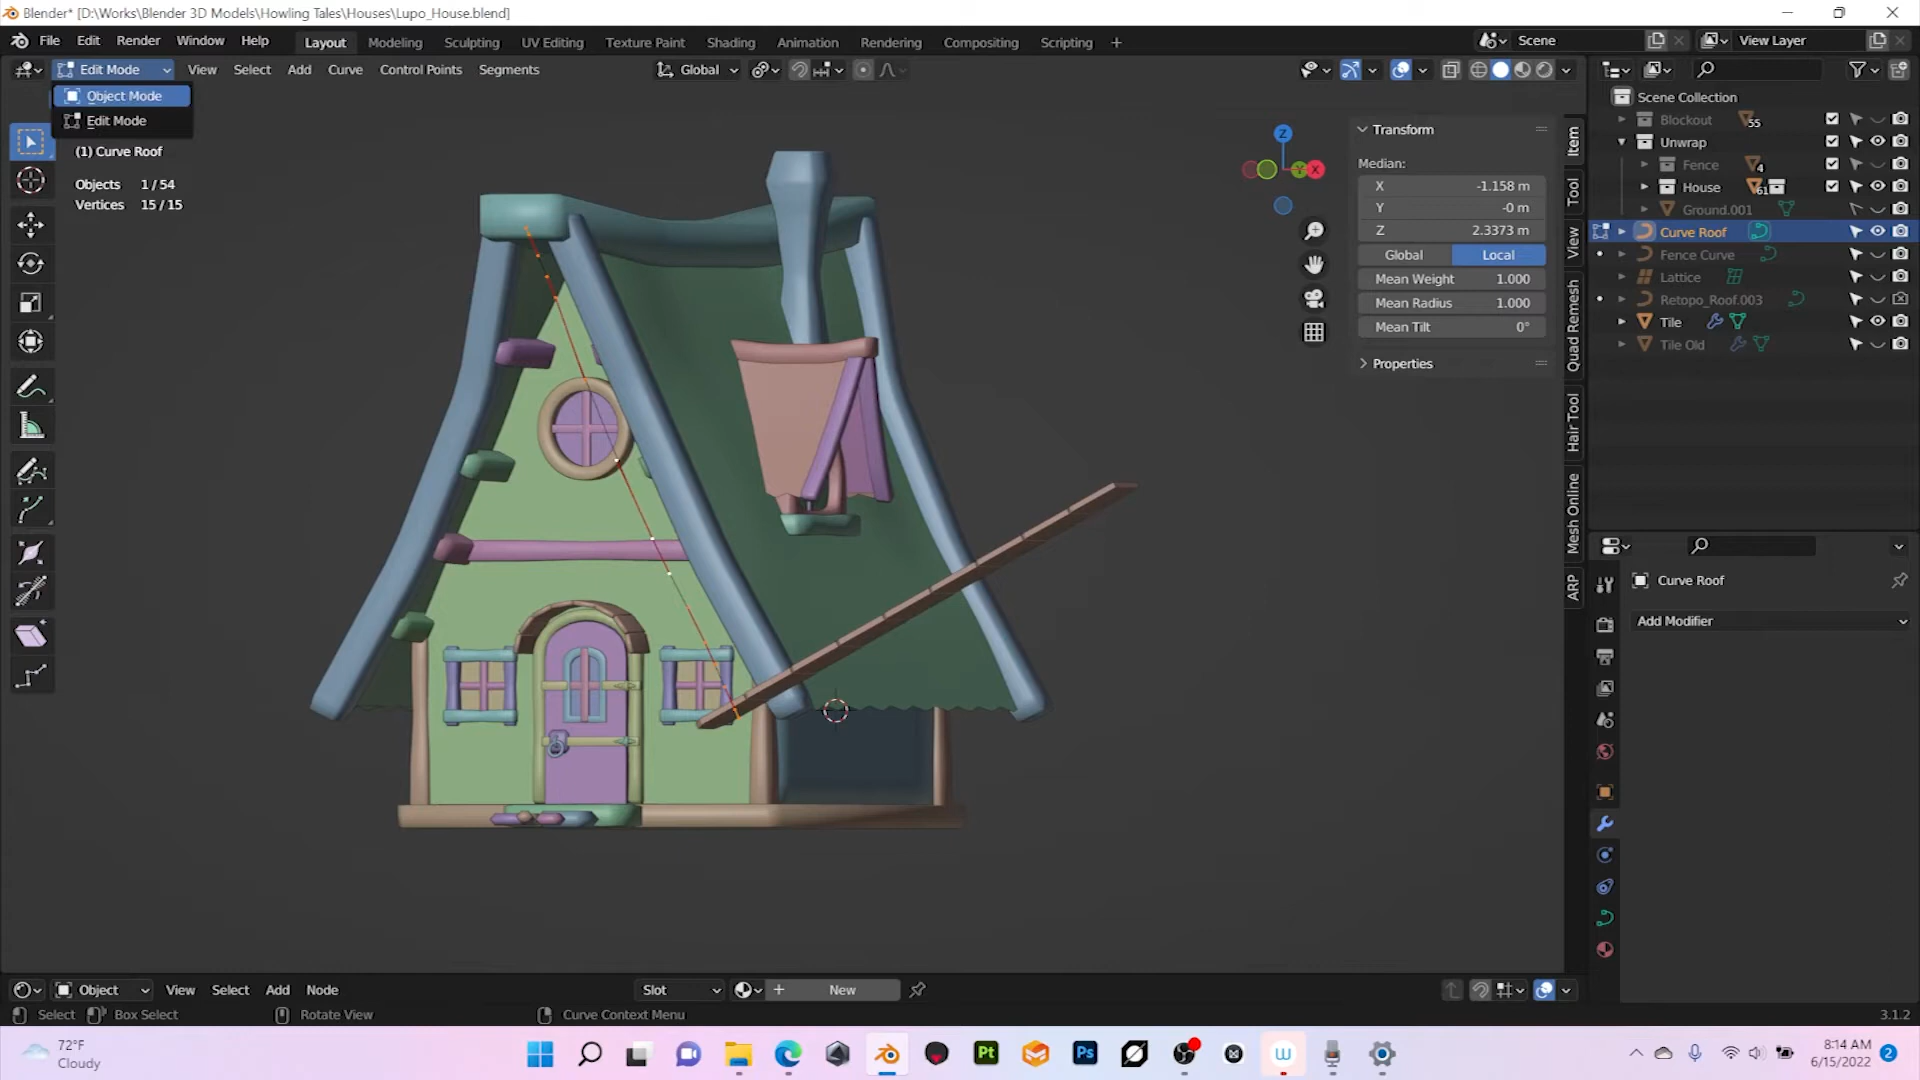 Blender* [D:\Works\Blender 3D Models\Howling Tales\Houses\Lupo_House.blend]
File Edit Render Window Help Layout Modeling Sculpting UV Editing Texture Paint Shading Animation Rendering Compositing Scripting + Scene View Layer
Edit Mode View Select Add Curve Control Points Segments Global
Object Mode
Edit Mode
(1) Curve Roof
Objects 1 / 54
Vertices 15 / 15
Z
Y
X
Transform
Median:
X -1.158 m
Y -0 m
Z 2.3373 m
Global Local
Mean Weight 1.000
Mean Radius 1.000
Mean Tilt 0°
Properties
Item
Tool
View
Quad Remesh
Hair Tool
Mesh Online
ARP
Scene Collection
Blockout 55
Unwrap
Fence 4
House 61
Ground.001
Curve Roof
Fence Curve
Lattice
Retopo_Roof.003
Tile
Tile Old
Curve Roof
Add Modifier
Object View Select Add Node Slot New
Select Box Select Rotate View Curve Context Menu 3.1.2
72°F
Cloudy
Pt
Ps
W
8:14 AM
6/15/2022
2